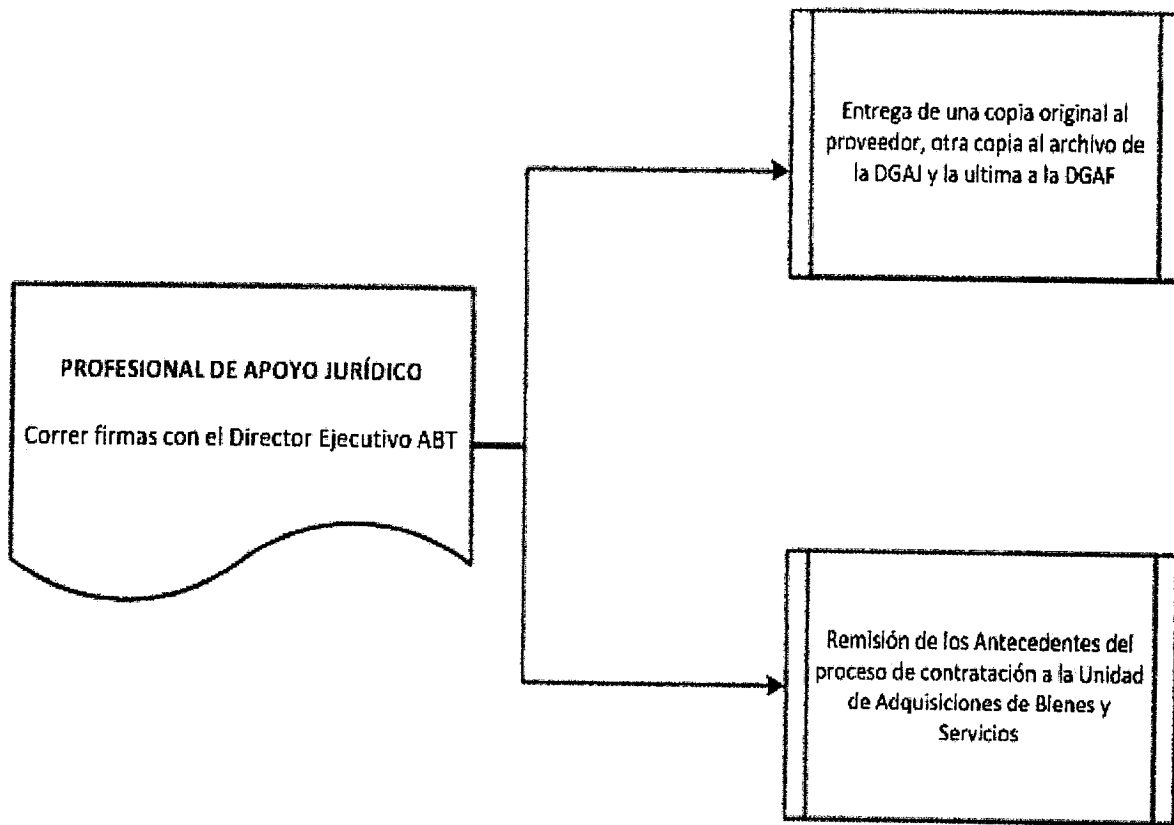 Entrega de una copia original al
proveedor, otra copia al archivo de
la DGAJ y la ultima a la DGAF
PROFESIONAL DE APOYO JURÍDICO
Correr firmas con el Director Ejecutivo ABT
Remisión de los Antecedentes del
proceso de contratación a la Unidad
de Adquisiciones de Bienes y
Servicios